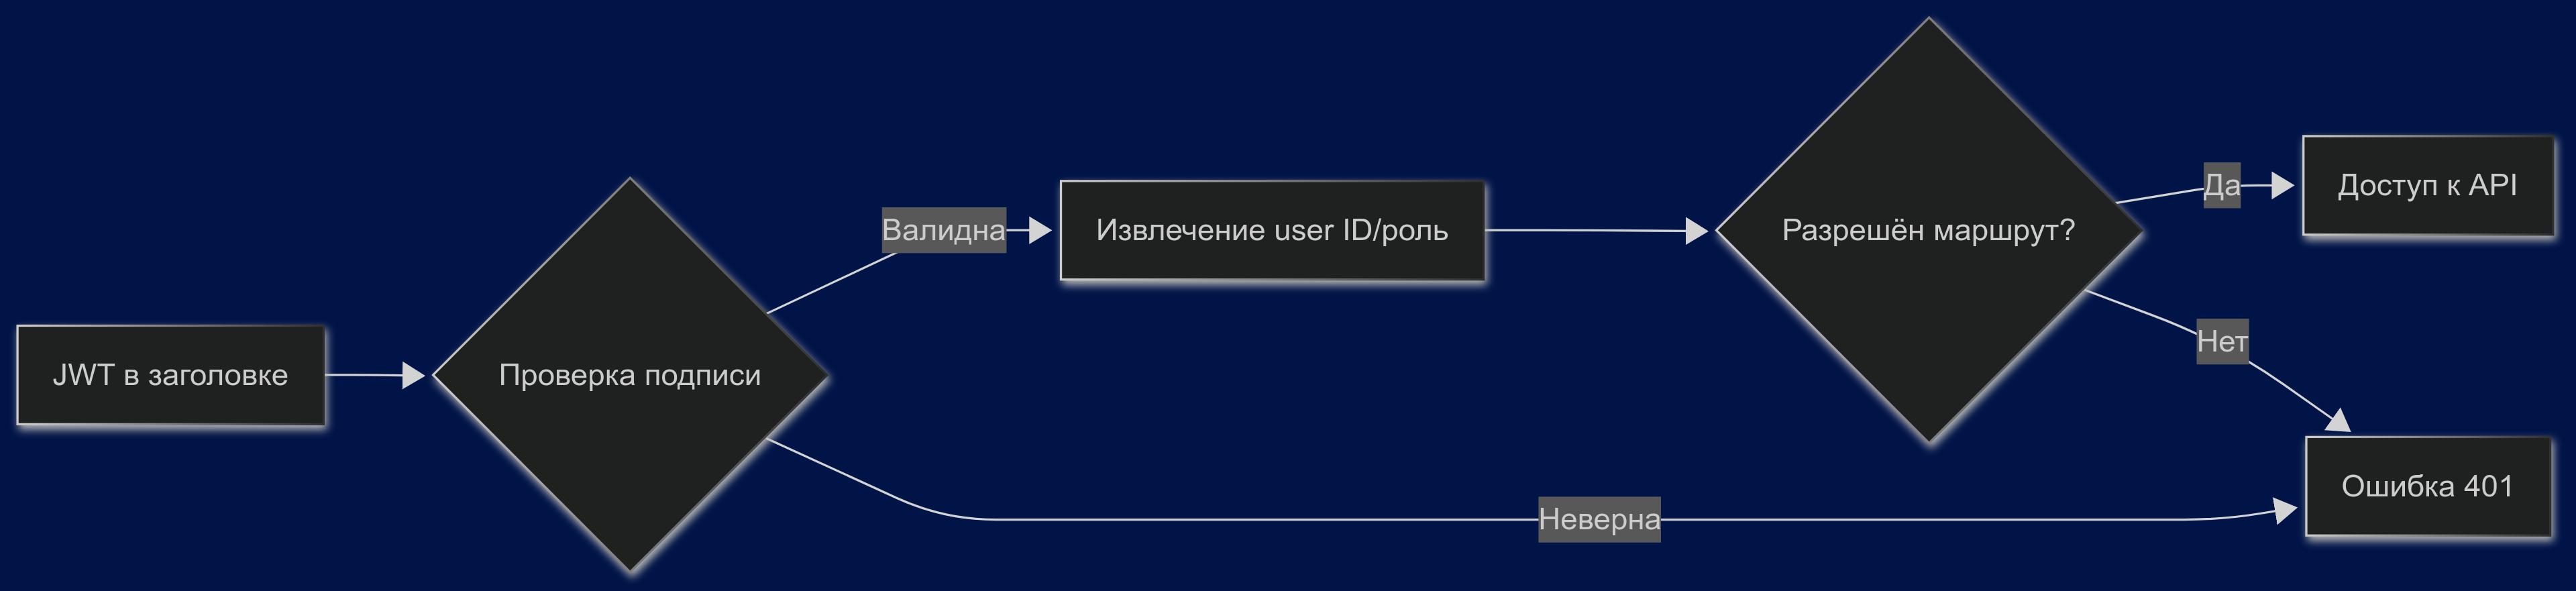 JWT в заголовке
Проверка подписи
Валидна
Извлечение user ID/роль
Разрешён маршрут?
Да
Доступ к API
Нет
Неверна
Ошибка 401